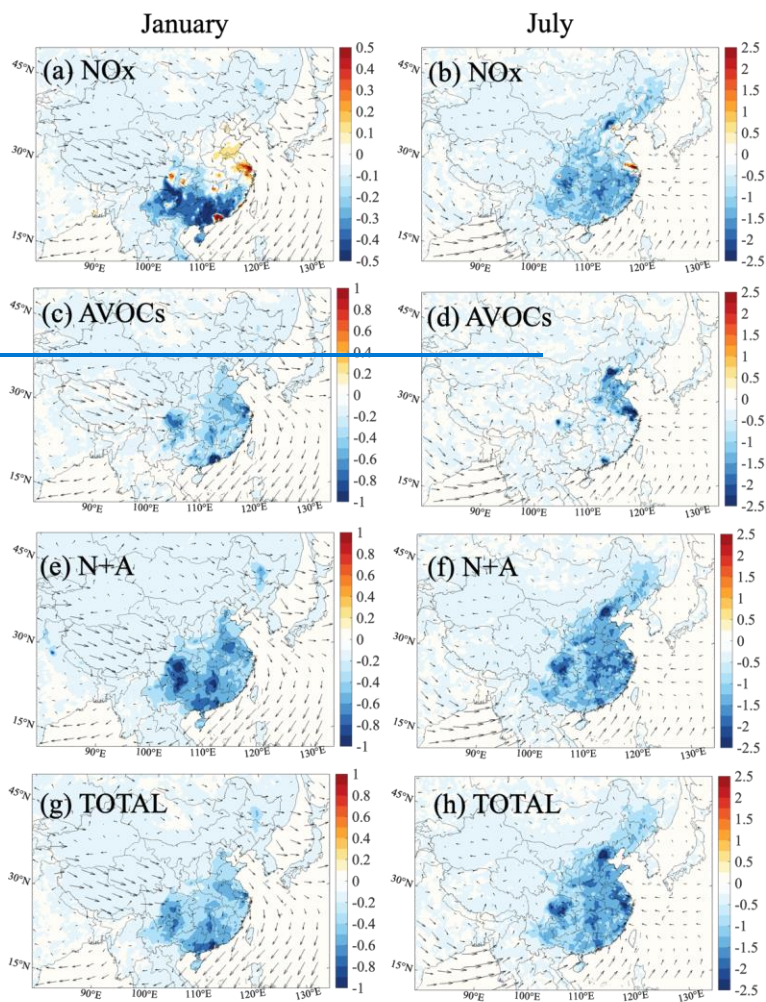 January July
(a) NOx
45°N
30°N
15°N
90°E 100°E 110°E 120°E 130°E
0.5
0.4
0.3
0.2
0.1
0
-0.1
-0.2
-0.3
-0.4
-0.5
(b) NOx
45°N
30°N
15°N
90°E 100°E 110°E 120°E 130°E
2.5
2
1.5
1
0.5
0
-0.5
-1
-1.5
-2
-2.5
(c) AVOCs
45°N
30°N
15°N
90°E 100°E 110°E 120°E 130°E
1
0.8
0.6
0.4
0.2
0
-0.2
-0.4
-0.6
-0.8
-1
(d) AVOCs
45°N
30°N
15°N
90°E 100°E 110°E 120°E 130°E
2.5
2
1.5
1
0.5
0
-0.5
-1
-1.5
-2
-2.5
(e) N+A
45°N
30°N
15°N
90°E 100°E 110°E 120°E 130°E
1
0.8
0.6
0.4
0.2
0
-0.2
-0.4
-0.6
-0.8
-1
(f) N+A
45°N
30°N
15°N
90°E 100°E 110°E 120°E 130°E
2.5
2
1.5
1
0.5
0
-0.5
-1
-1.5
-2
-2.5
(g) TOTAL
45°N
30°N
15°N
90°E 100°E 110°E 120°E 130°E
1
0.8
0.6
0.4
0.2
0
-0.2
-0.4
-0.6
-0.8
-1
(h) TOTAL
45°N
30°N
15°N
90°E 100°E 110°E 120°E 130°E
2.5
2
1.5
1
0.5
0
-0.5
-1
-1.5
-2
-2.5